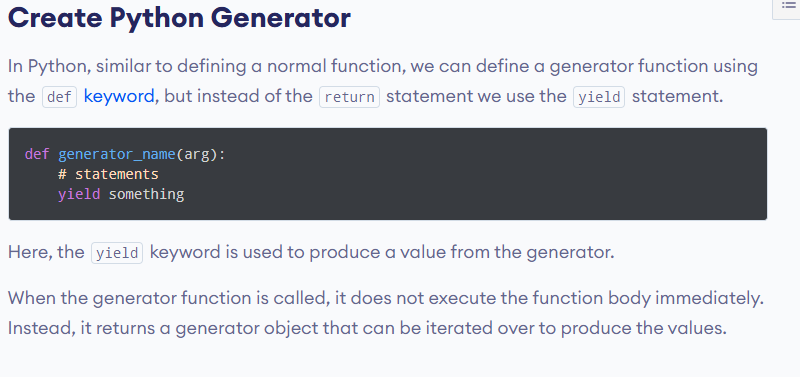 Create Python Generator
In Python, similar to defining a normal function, we can define a generator function using
the def keyword, but instead of the return statement we use the yield statement.
def generator_name(arg):
    # statements
    yield something
Here, the yield keyword is used to produce a value from the generator.
When the generator function is called, it does not execute the function body immediately.
Instead, it returns a generator object that can be iterated over to produce the values.